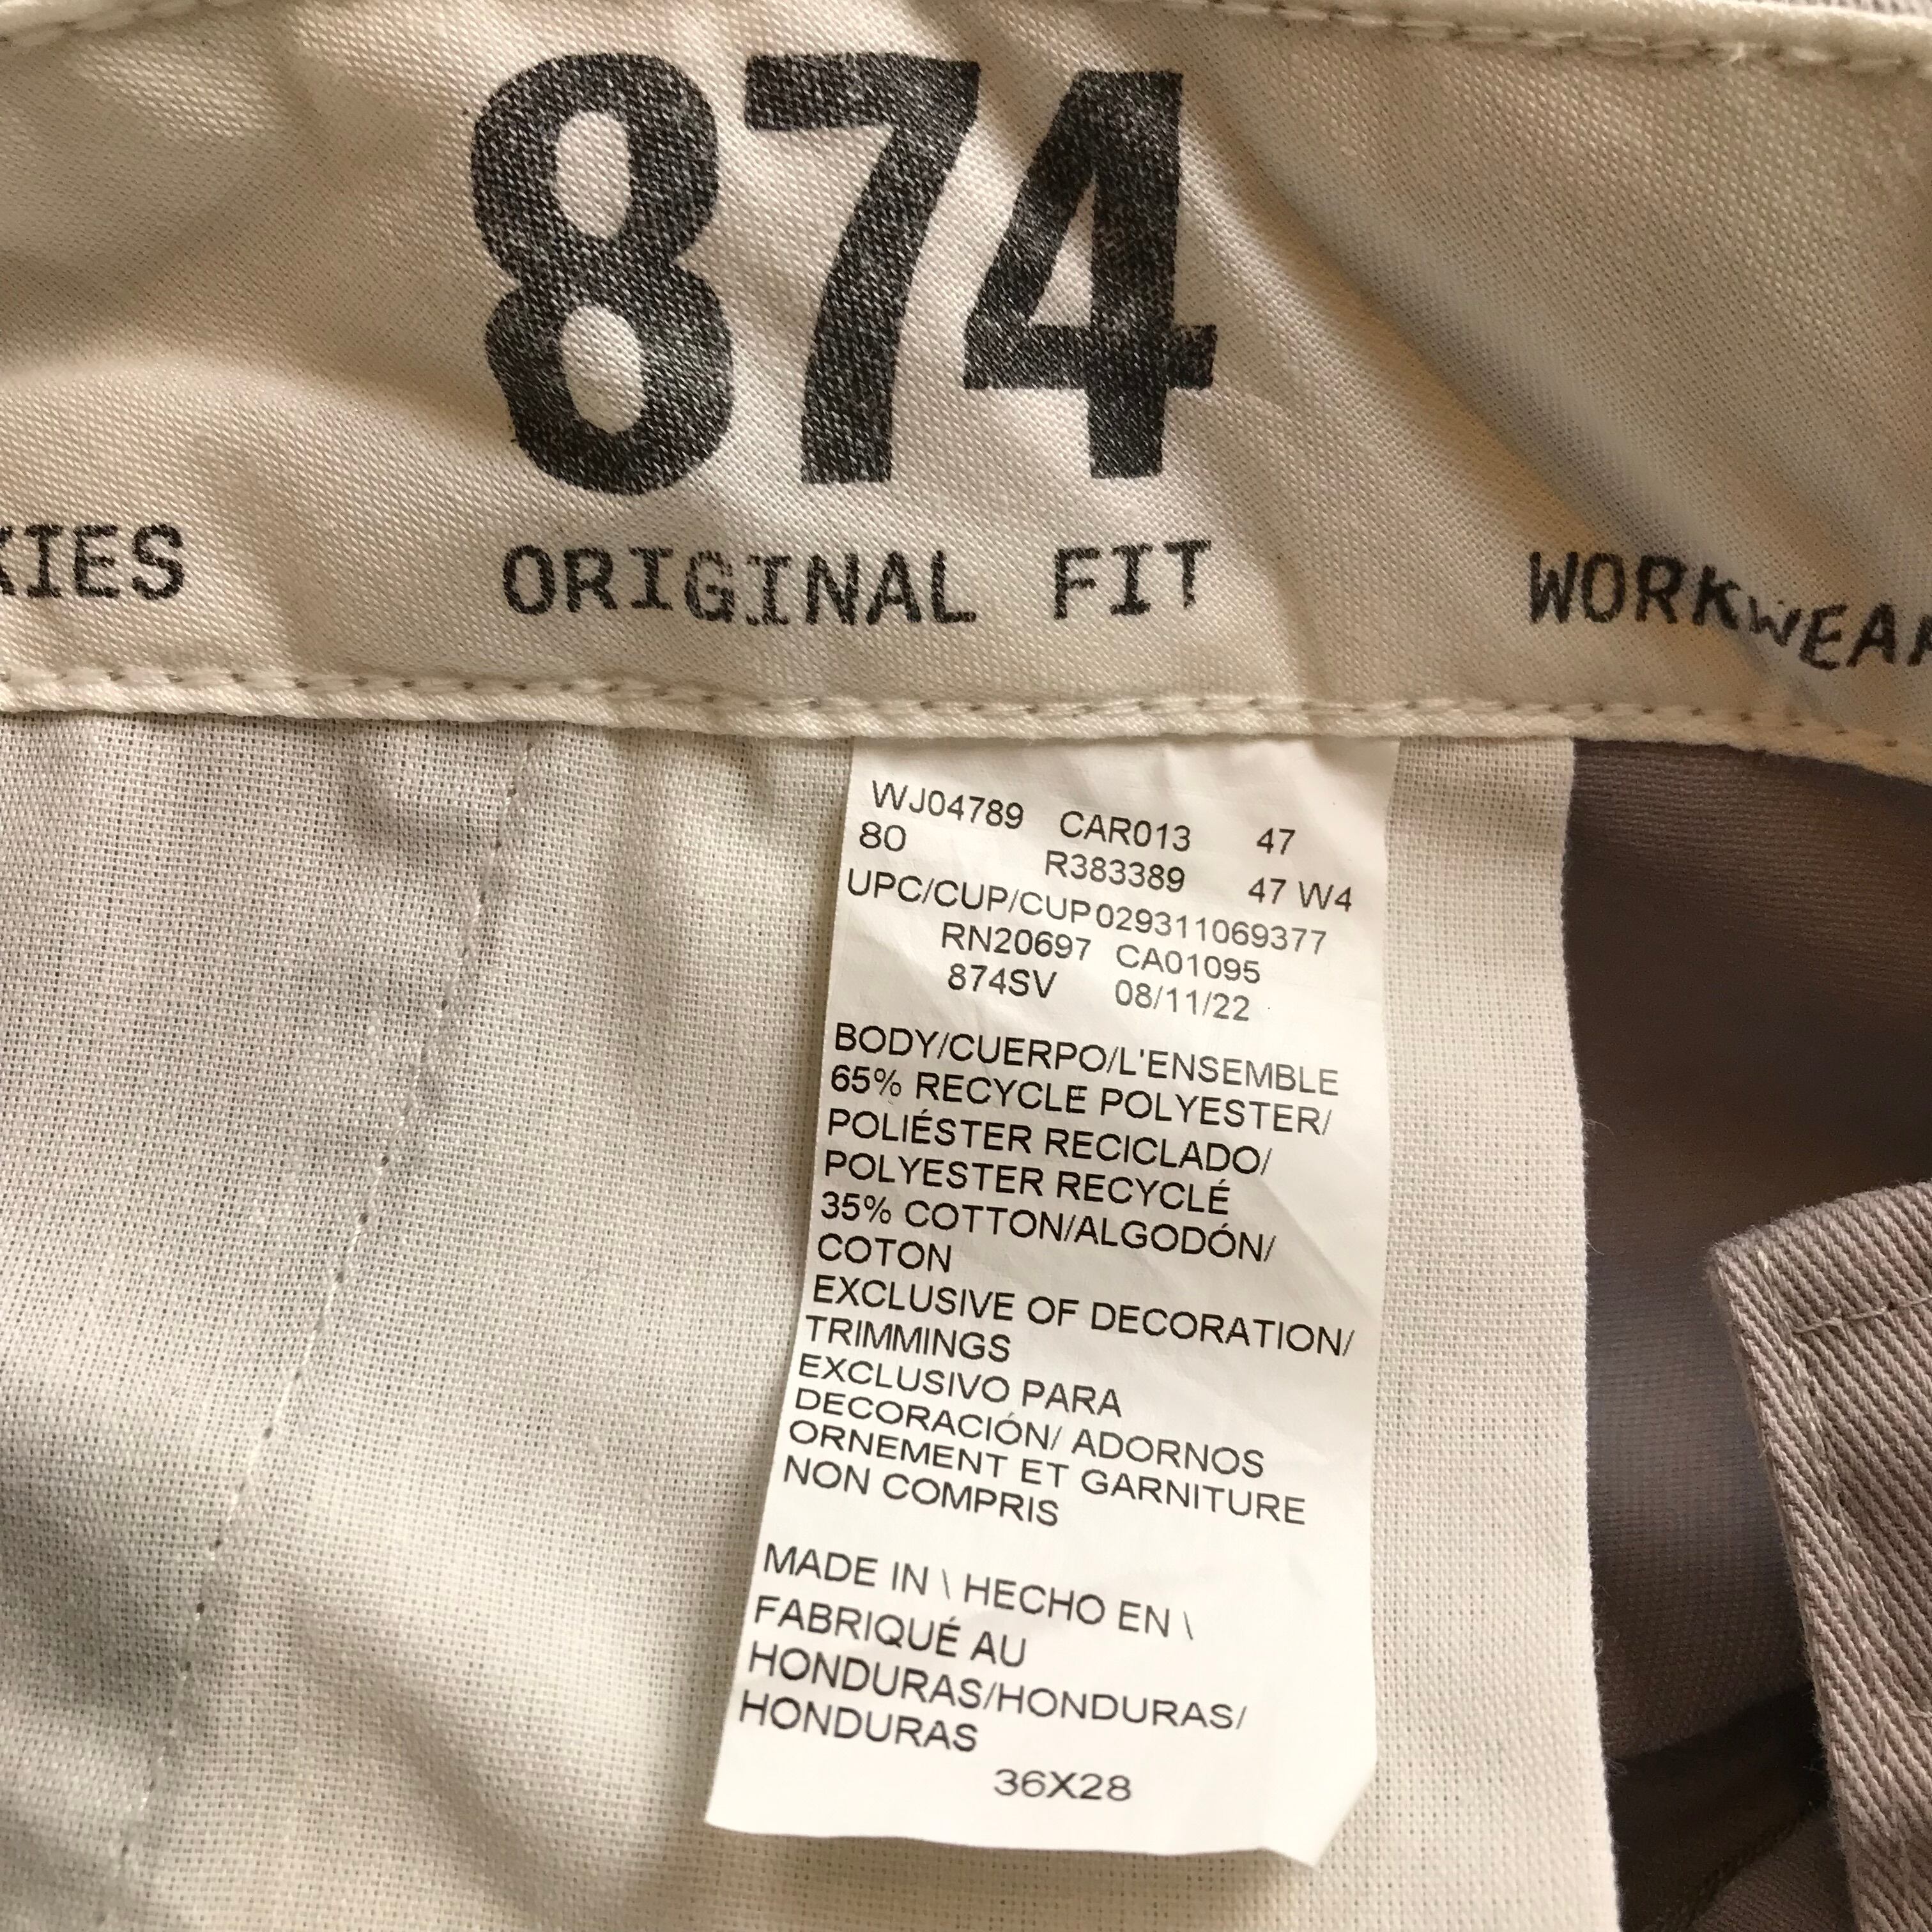 874
KIES ORIGINAL FIT WORKWEAR
WJ04789 CAR013 47
80 R383389 47 W4
UPC/CUP/CUP029311069377
RN20697 CA01095
874SV 08/11/22
BODY/CUERPO/L'ENSEMBLE
65% RECYCLE POLYESTER/
POLIÉSTER RECICLADO/
POLYESTER RECYCLÉ
35% COTTON/ALGODÓN/
COTON
EXCLUSIVE OF DECORATION/
TRIMMINGS
EXCLUSIVO PARA
DECORACIÓN/ ADORNOS
ORNEMENT ET GARNITURE
NON COMPRIS
MADE IN \ HECHO EN \
FABRIQUÉ AU
HONDURAS/HONDURAS/
HONDURAS
36X28